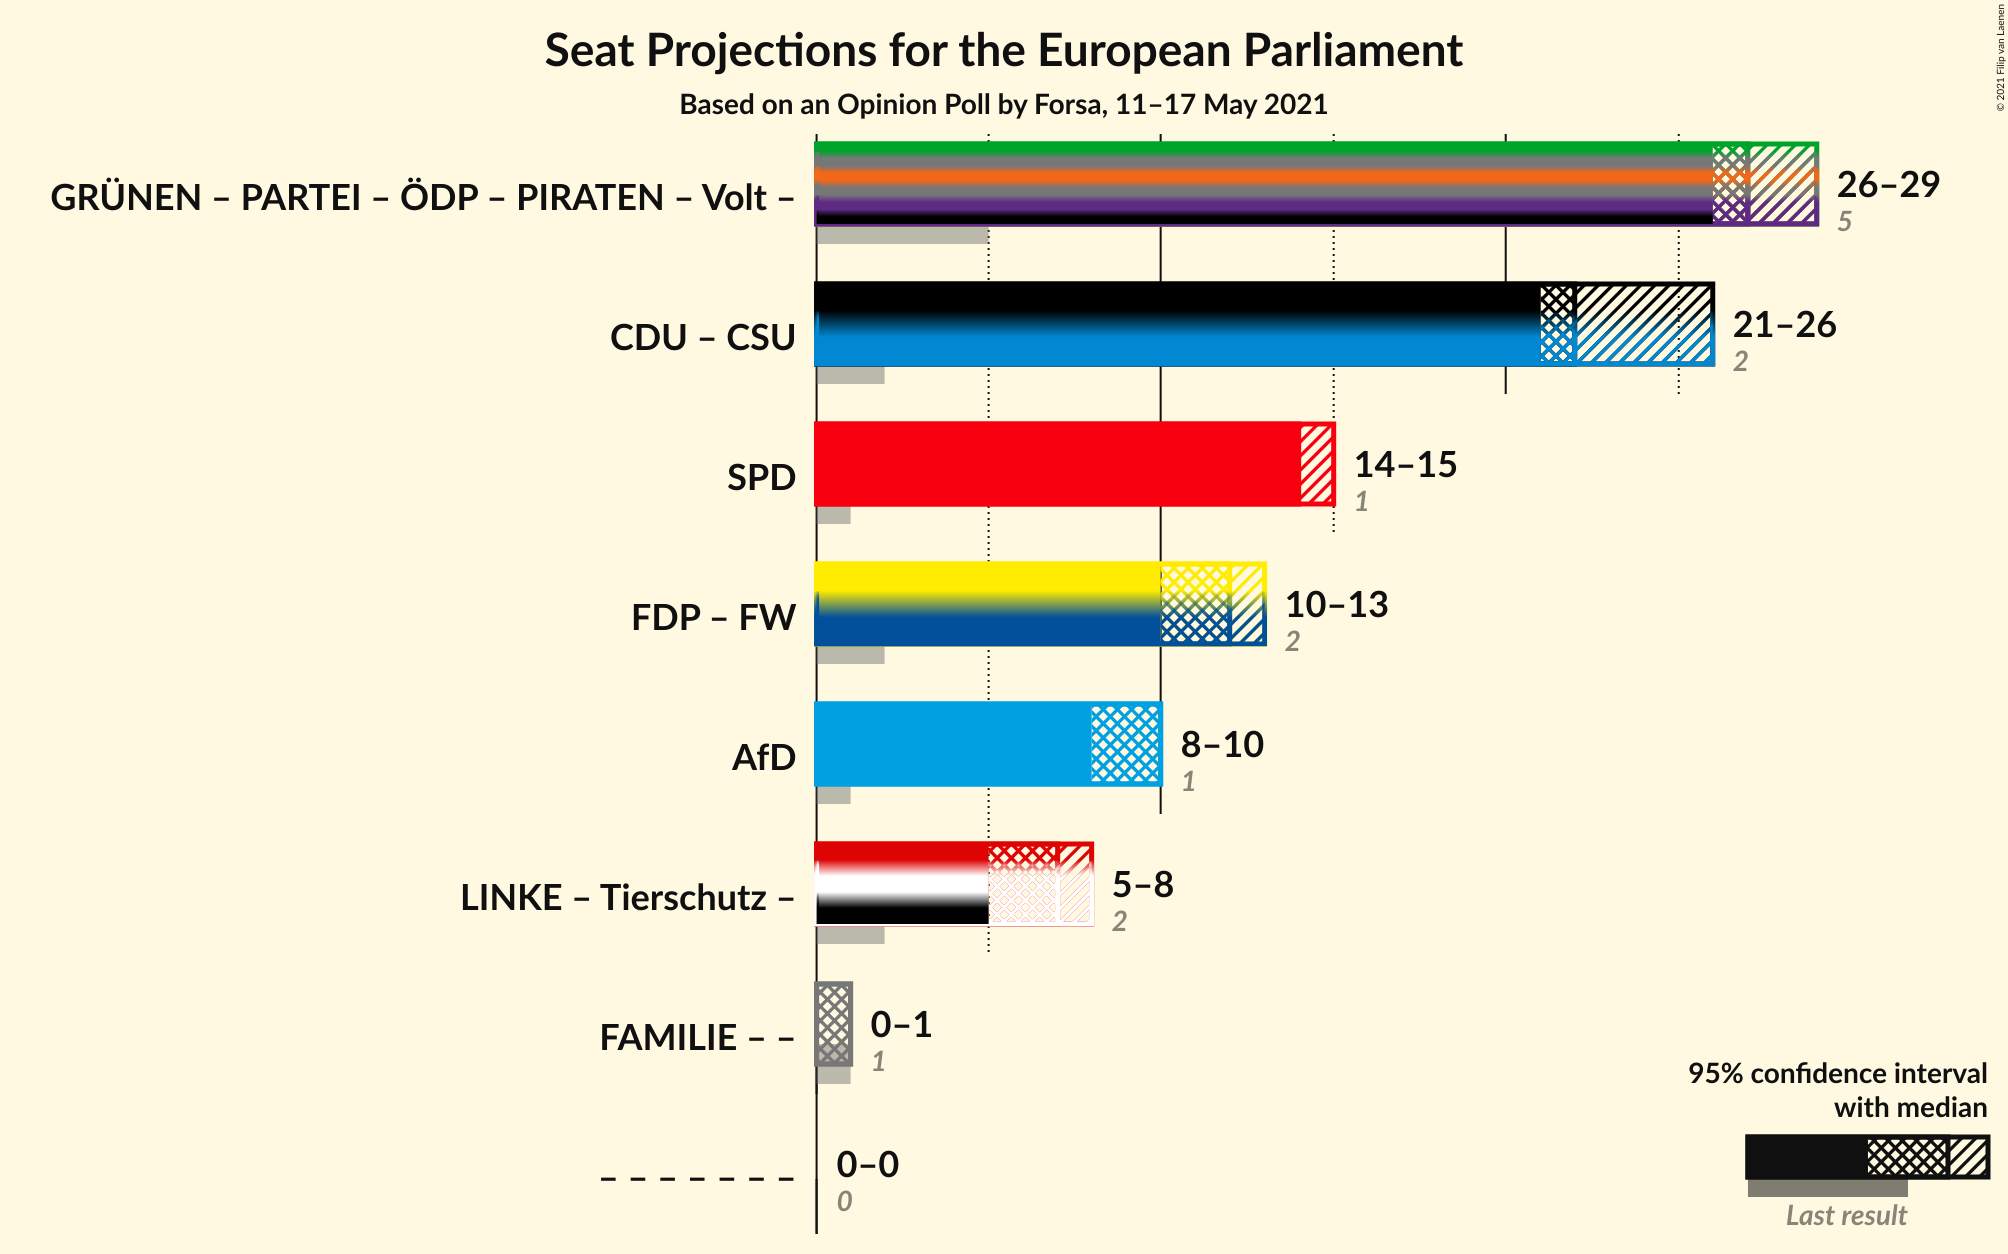 Seat Projections for the European Parliament
Based on an Opinion Poll by Forsa, 11–17 May 2021
© 2021 Filip van Laenen
GRÜNEN – PARTEI – ÖDP – PIRATEN – Volt –
26–29
5
CDU – CSU
21–26
2
SPD
14–15
1
FDP – FW
10–13
2
AfD
8–10
1
LINKE – Tierschutz –
5–8
2
FAMILIE – –
0–1
1
– – – – – – –
0–0
0
95% confidence interval
with median
Last result